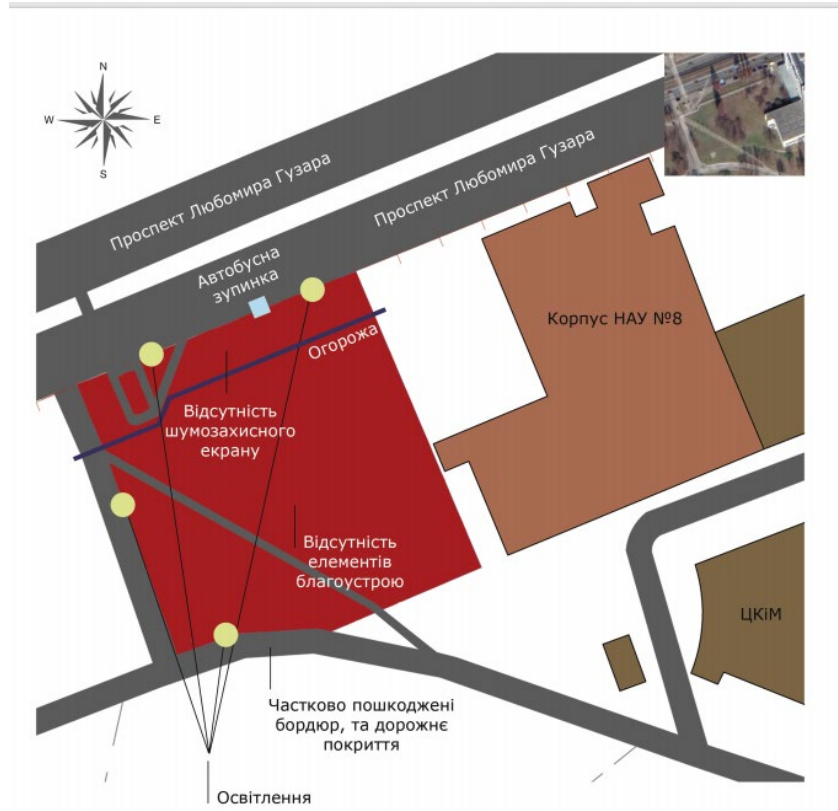 N
W
E
S
Проспект Любомира Гузара
Проспект Любомира Гузара
Автобусна
зупинка
Корпус НАУ №8
Огорожа
Відсутність
шумозахисного
екрану
Відсутність
елементів
благоустрою
ЦКіМ
Частково пошкоджені
бордюр, та дорожнє
покриття
Освітлення